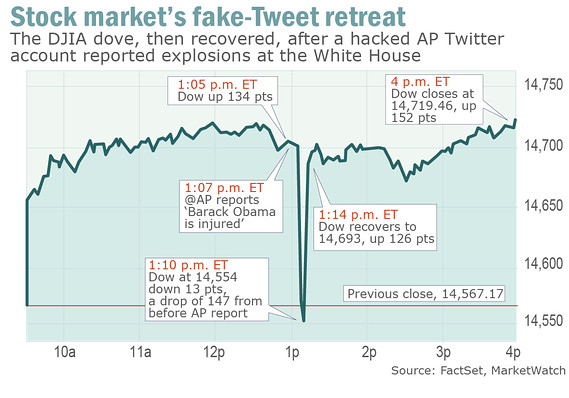 Stock market's fake-Tweet retreat
The DJIA dove, then recovered, after a hacked AP Twitter
account reported explosions at the White House
1:05 p.m. ET
Dow up 134 pts
4 p.m. ET
Dow closes at
14,719.46, up
152 pts
14,750
14,700
14,650
14,600
14,550
1:07 p.m. ET
@AP reports
‘Barack Obama
is injured’
1:14 p.m. ET
Dow recovers to
14,693, up 126 pts
1:10 p.m. ET
Dow at 14,554
down 13 pts,
a drop of 147 from
before AP report
Previous close, 14,567.17
10a 11a 12p 1p 2p 3p 4p
Source: FactSet, MarketWatch